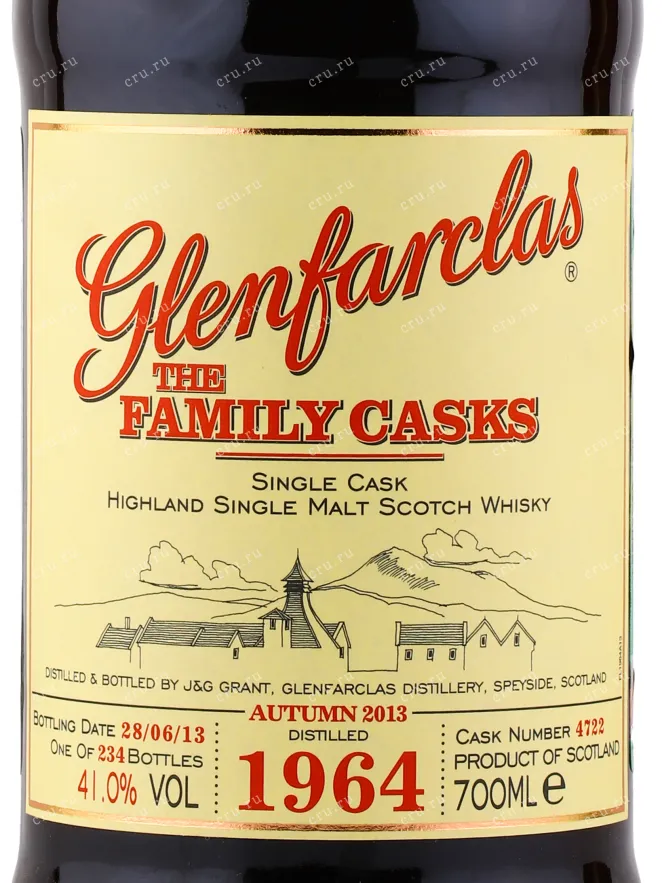 Glenfarclas®
THE
FAMILY CASKS
SINGLE CASK
HIGHLAND SINGLE MALT SCOTCH WHISKY
DISTILLED & BOTTLED BY J&G GRANT, GLENFARCLAS DISTILLERY, SPEYSIDE, SCOTLAND
AUTUMN 2013
BOTTLING DATE 28/06/13
ONE OF 234 BOTTLES
41.0% VOL
DISTILLED
1964
CASK NUMBER 4722
PRODUCT OF SCOTLAND
700ML e
cru.ru